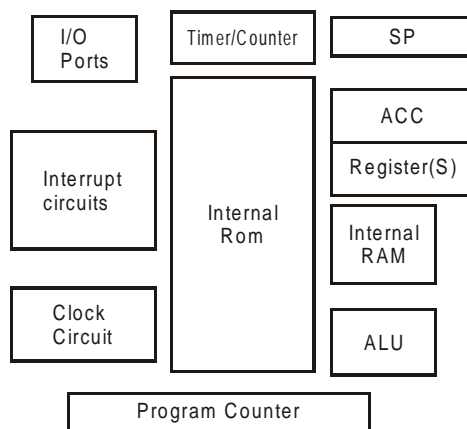 I/O
Ports
Timer/Counter
SP
ACC
Register(S)
Interrupt
circuits
Internal
Rom
Internal
RAM
Clock
Circuit
ALU
Program Counter